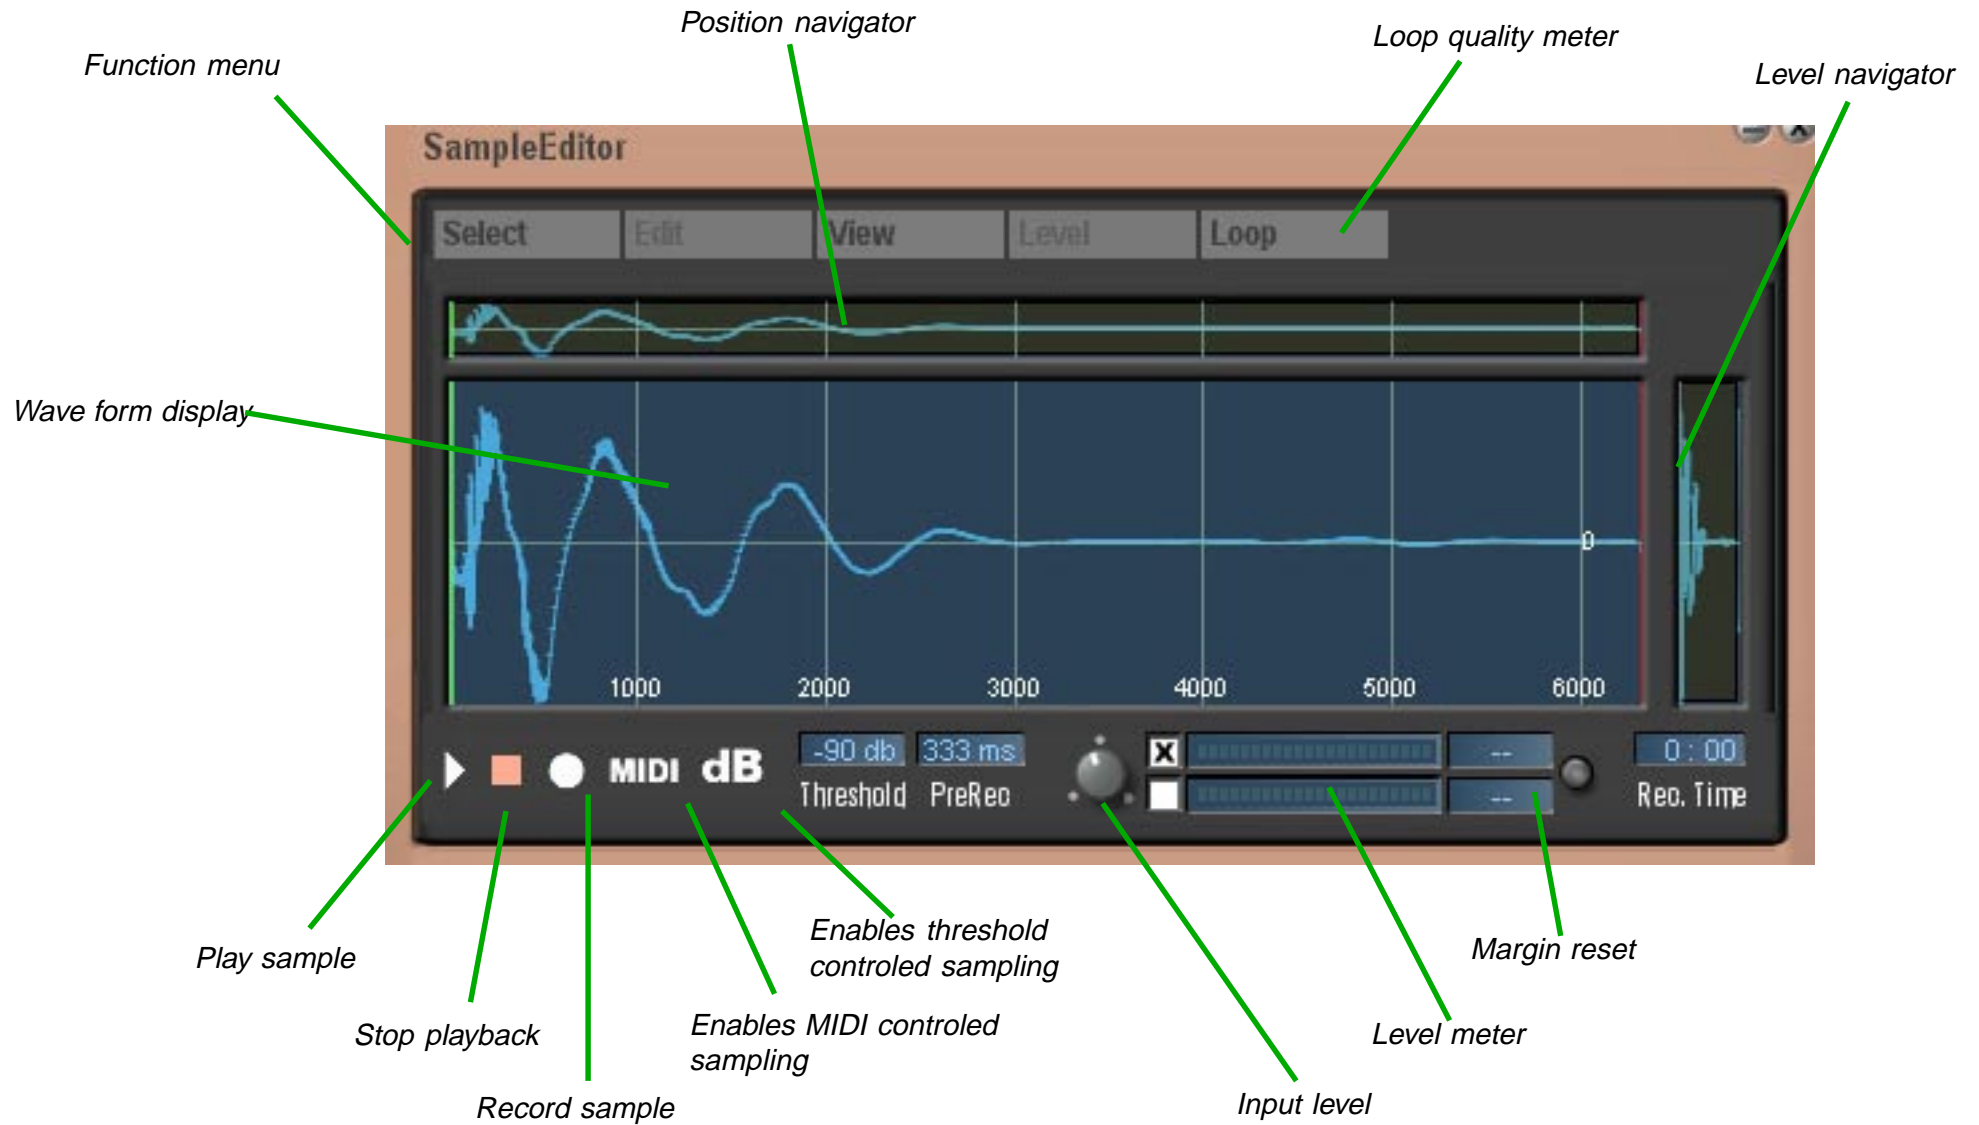 Position navigator
Loop quality meter
Function menu
Level navigator
SampleEditor
Select
Edit
View
Level
Loop
Wave form display
0
1000
2000
3000
4000
5000
6000
MIDI
dB
-90 db
333 ms
X
--
0 : 00
Threshold
PreRec
--
Rec. Time
Enables threshold
controled sampling
Play sample
Margin reset
Stop playback
Enables MIDI controled
sampling
Level meter
Record sample
Input level